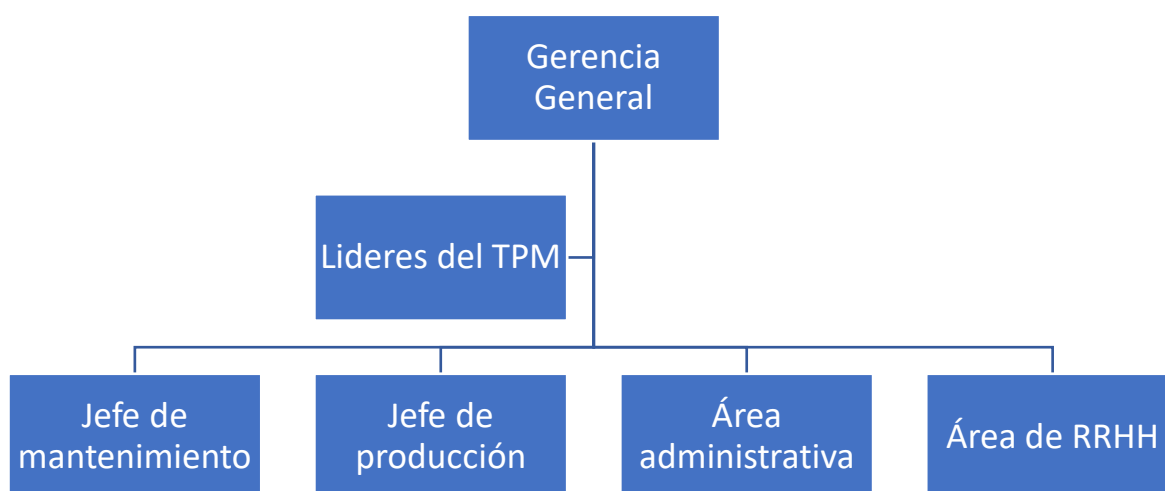 Gerencia
General
Lideres del TPM
Jefe de
mantenimiento
Jefe de
producción
Área
administrativa
Área de RRHH